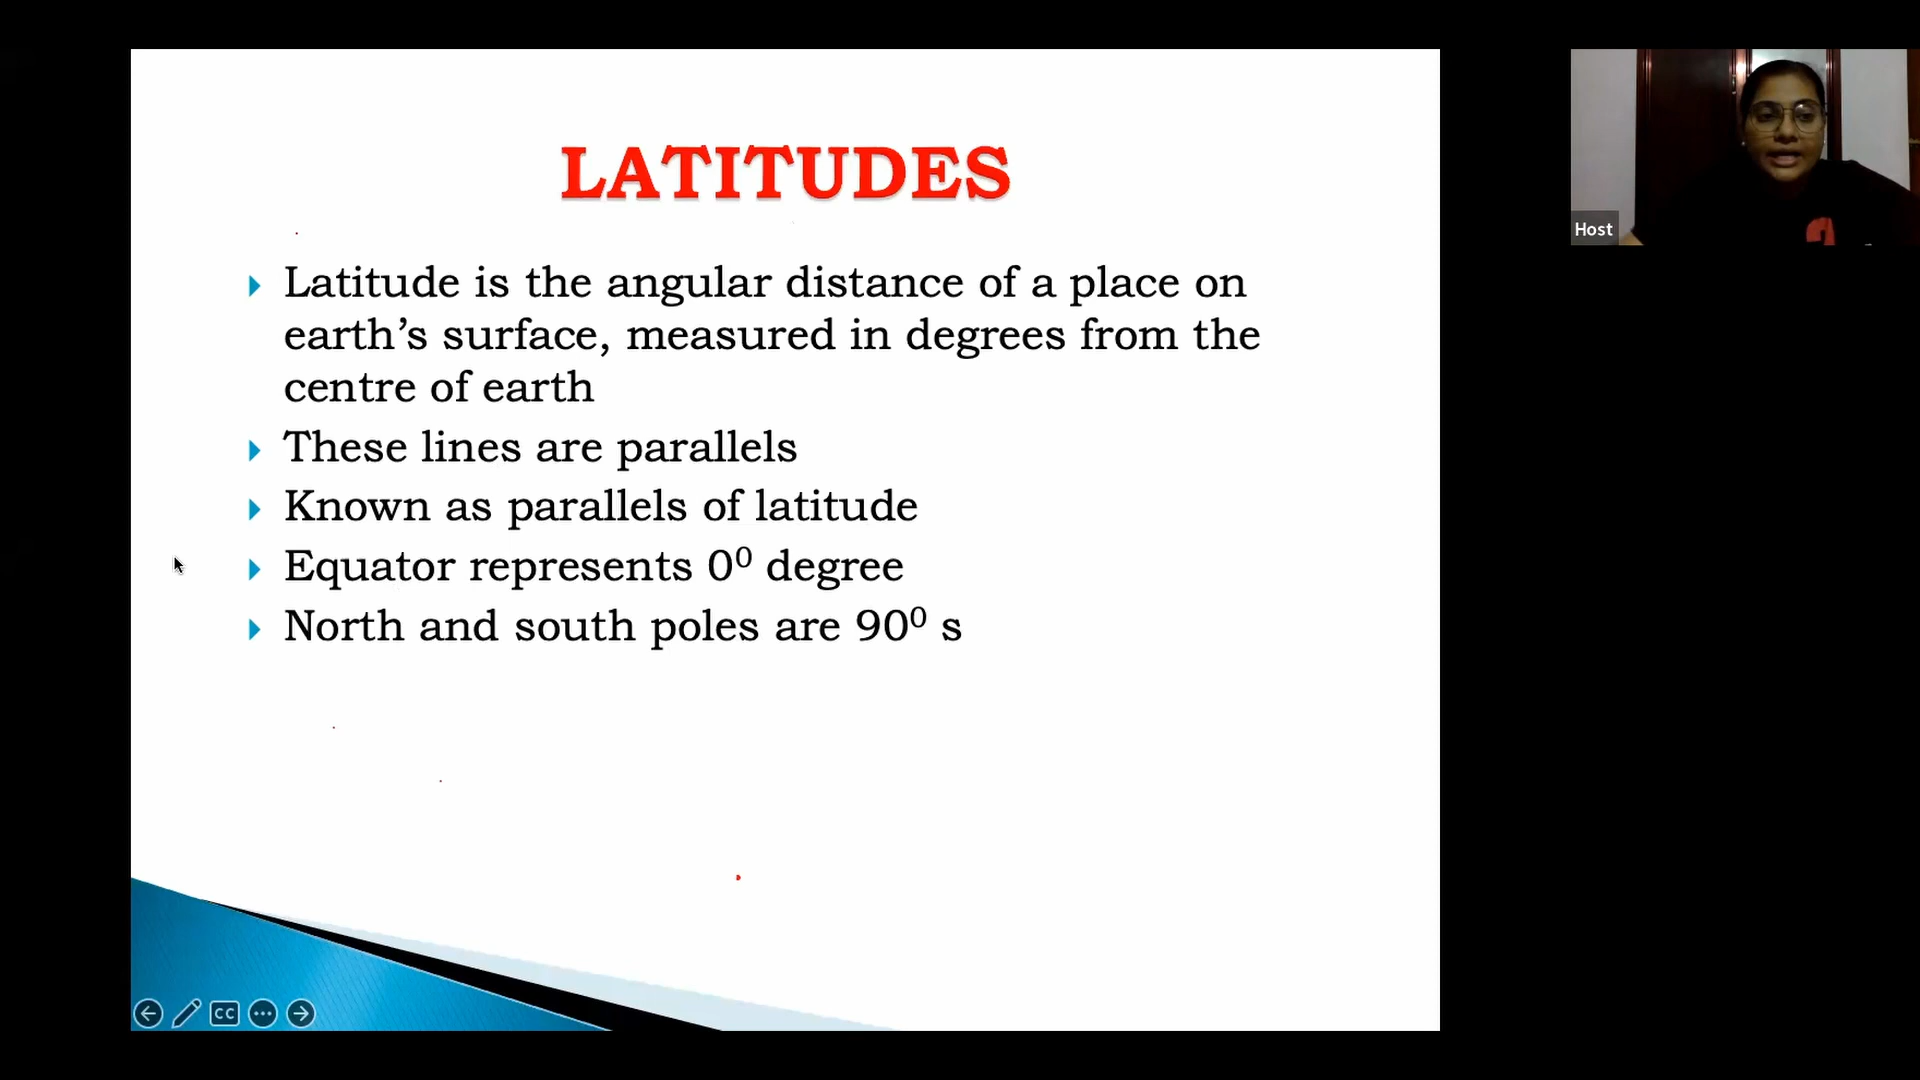 LATITUDES
Latitude is the angular distance of a place on
earth’s surface, measured in degrees from the
centre of earth
These lines are parallels
Known as parallels of latitude
Equator represents 0⁰ degree
North and south poles are 90⁰ s
Host
CC